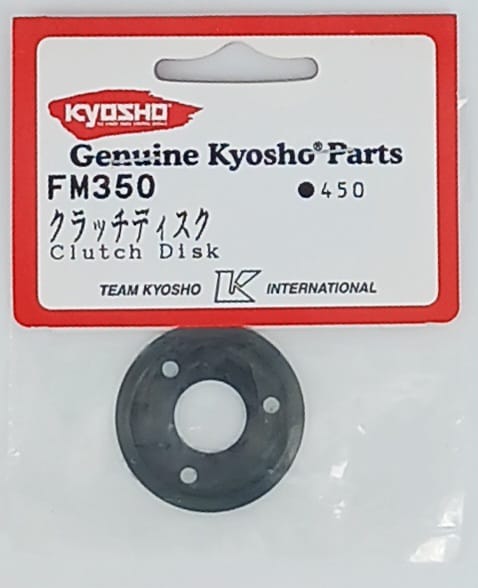 KYOSHO
Genuine Kyosho® Parts
FM350 ●450
クラッチディスク
Clutch Disk
TEAM KYOSHO K INTERNATIONAL